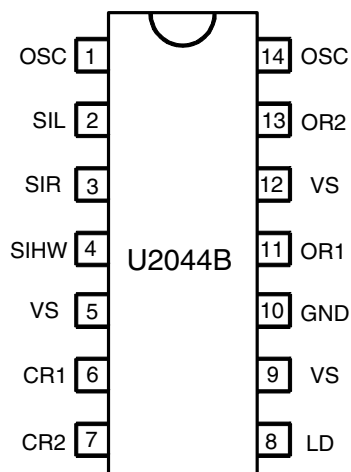 OSC 1 14 OSC
SIL 2 13 OR2
SIR 3 12 VS
SIHW 4 11 OR1
U2044B
VS 5 10 GND
CR1 6 9 VS
CR2 7 8 LD